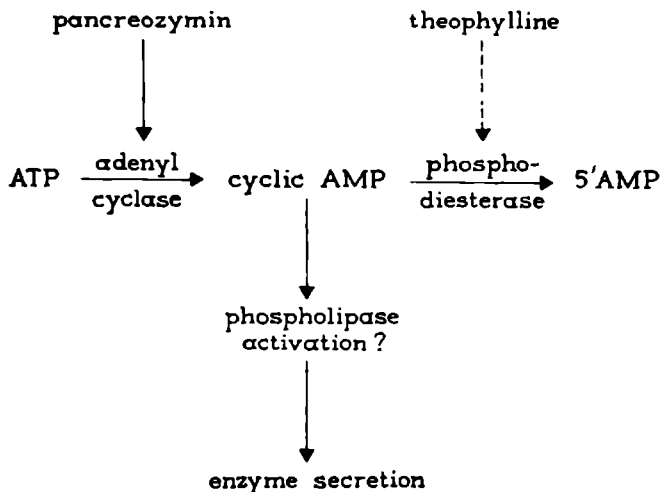 pancreozymin
theophylline
ATP
adenyl
cyclase
cyclic AMP
phospho-
diesterase
5'AMP
phospholipase
activation ?
enzyme secretion